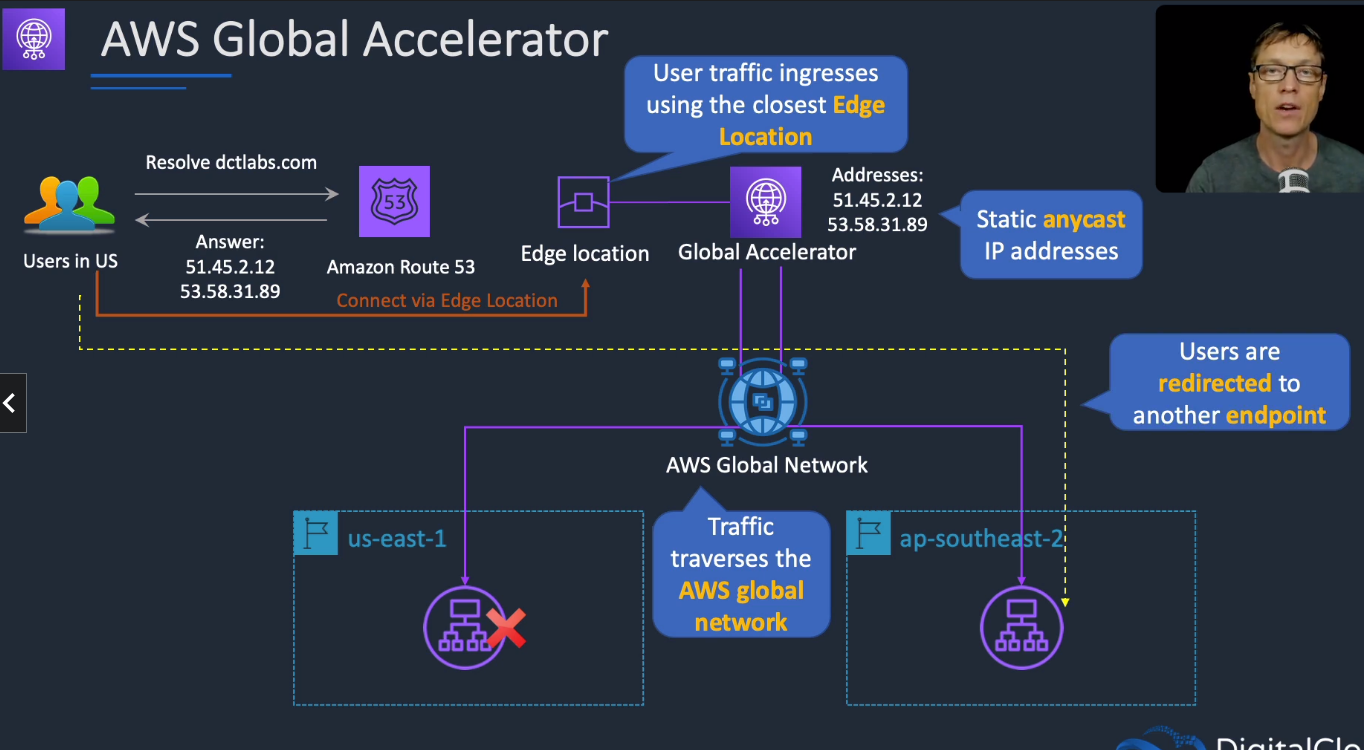 AWS Global Accelerator
User traffic ingresses
using the closest Edge
Location
Resolve dctlabs.com
53
Addresses:
51.45.2.12
53.58.31.89
Static anycast
IP addresses
Answer:
51.45.2.12
53.58.31.89
Users in US
Amazon Route 53
Edge location
Global Accelerator
Connect via Edge Location
Users are
redirected to
another endpoint
AWS Global Network
Traffic
traverses the
AWS global
network
us-east-1
ap-southeast-2